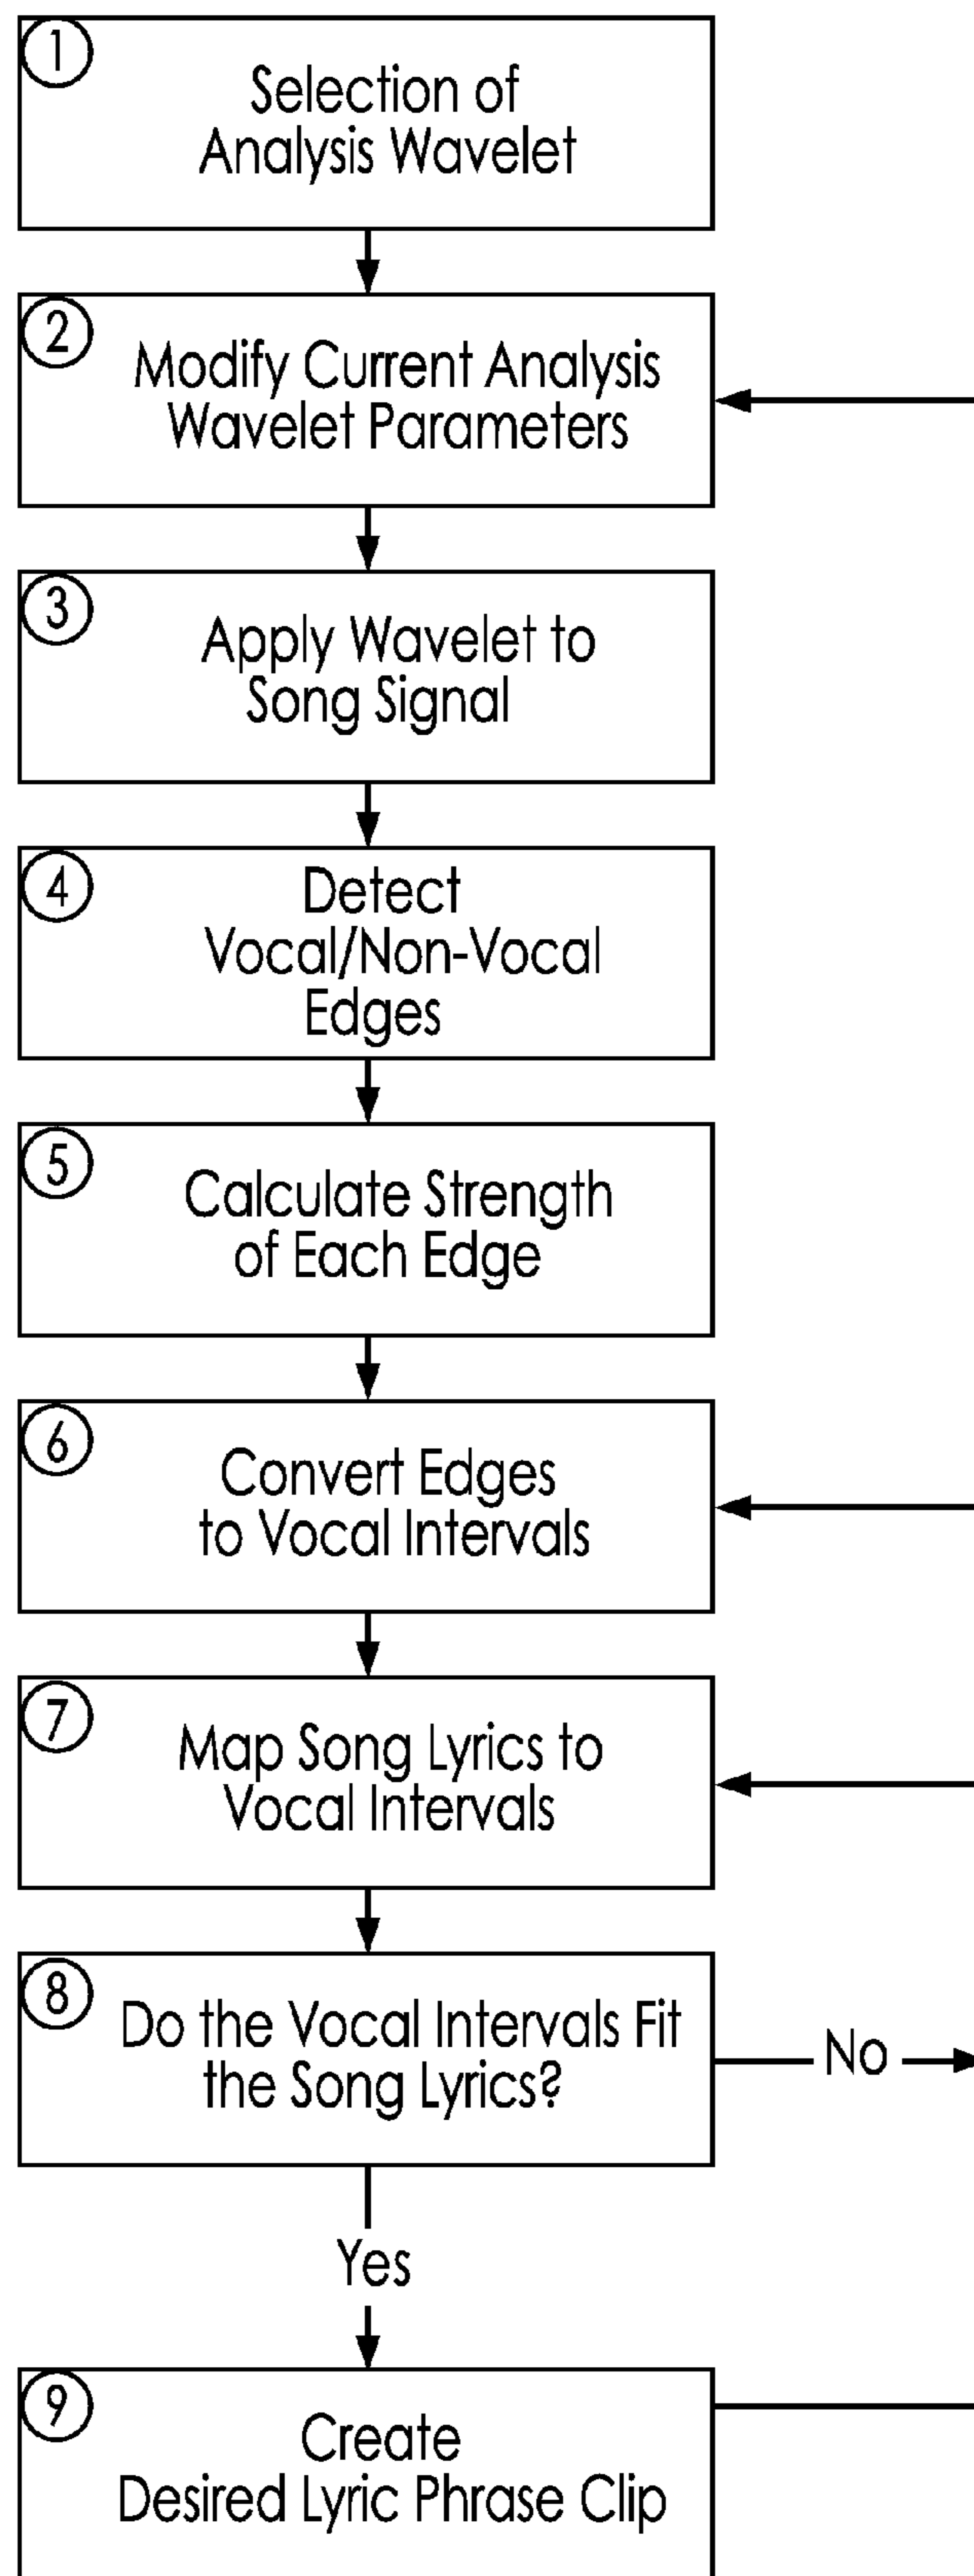 1
Selection of
Analysis Wavelet
2
Modify Current Analysis
Wavelet Parameters
3
Apply Wavelet to
Song Signal
4
Detect
Vocal/Non-Vocal
Edges
5
Calculate Strength
of Each Edge
6
Convert Edges
to Vocal Intervals
7
Map Song Lyrics to
Vocal Intervals
8
Do the Vocal Intervals Fit
the Song Lyrics?
No
Yes
9
Create
Desired Lyric Phrase Clip